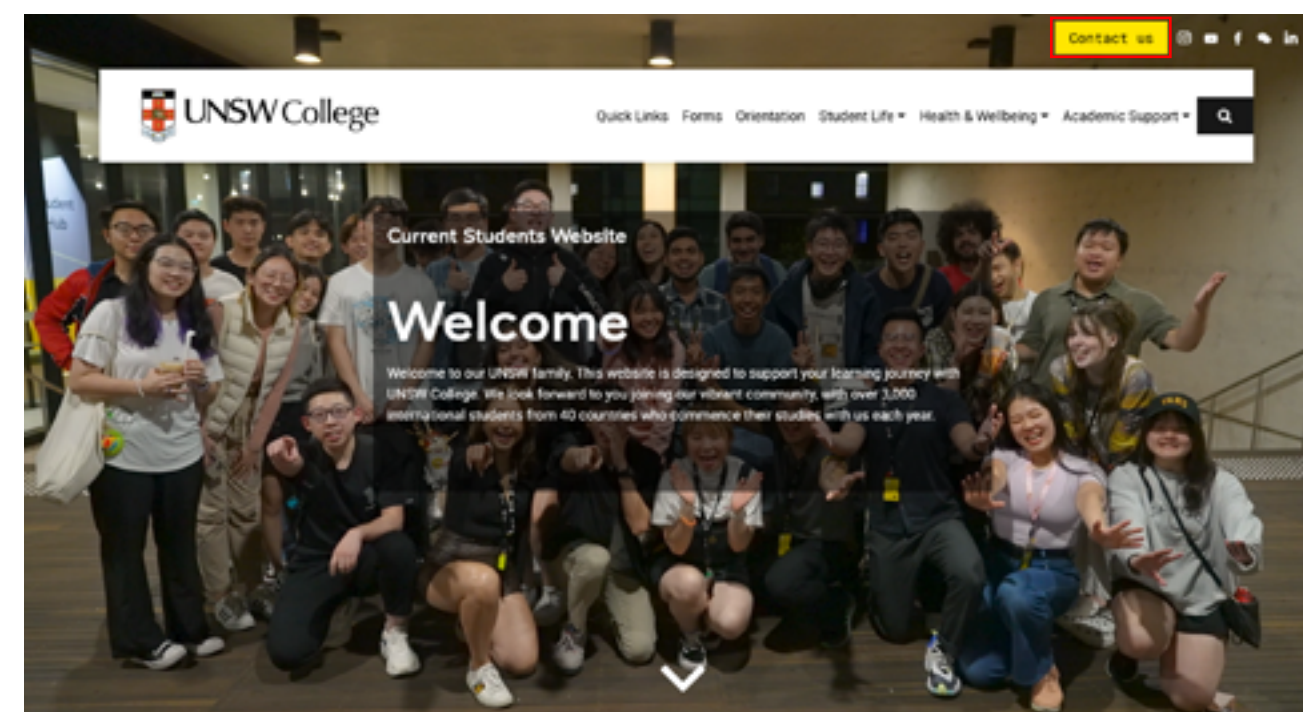 Contact us
UNSW College
Quick Links Forms Orientation Student Life Health & Wellbeing Academic Support
Current Students Website
Welcome
Welcome to our UNSW family. This website is designed to support your learning journey with
UNSW College. We look forward to you joining our vibrant community, with over 3,000
international students from 40 countries who commence their studies with us each year.